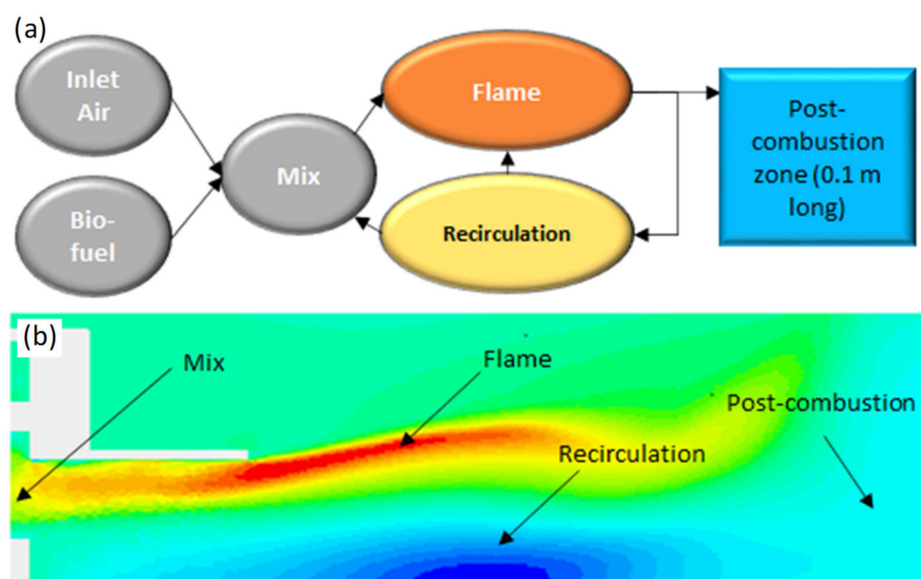 (a)
Inlet
Air
Bio-
fuel
Mix
Flame
Recirculation
Post-
combustion
zone (0.1 m
long)
(b)
Mix
Flame
Recirculation
Post-combustion